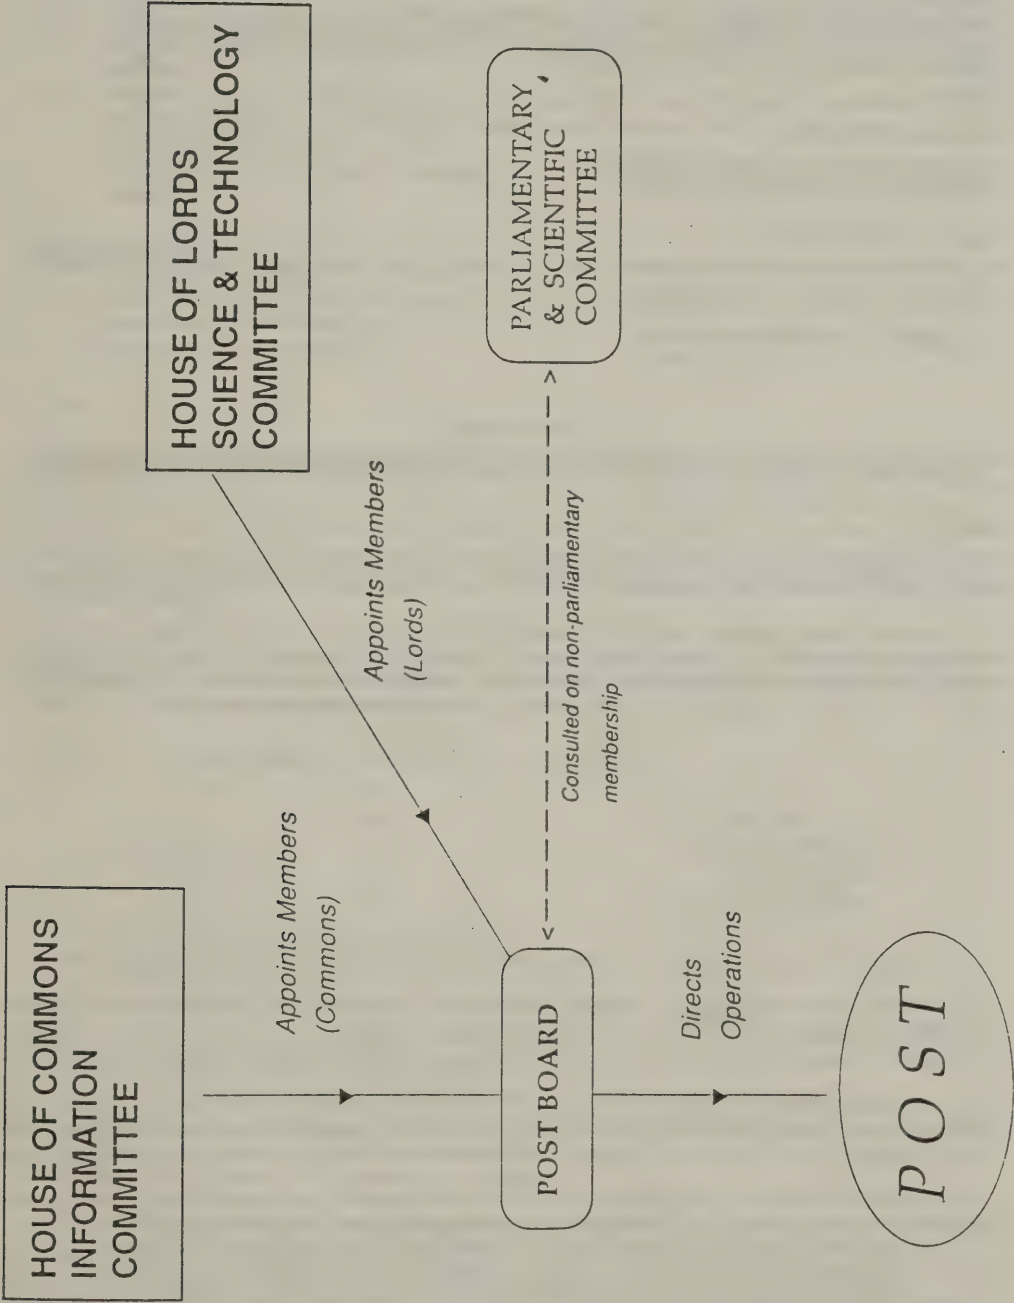 HOUSE OF COMMONS
INFORMATION
COMMITTEE
HOUSE OF LORDS
SCIENCE & TECHNOLOGY
COMMITTEE
Appoints Members
(Commons)
Appoints Members
(Lords)
POST BOARD
Consulted on non-parliamentary
membership
PARLIAMENTARY
& SCIENTIFIC
COMMITTEE
Directs
Operations
POST